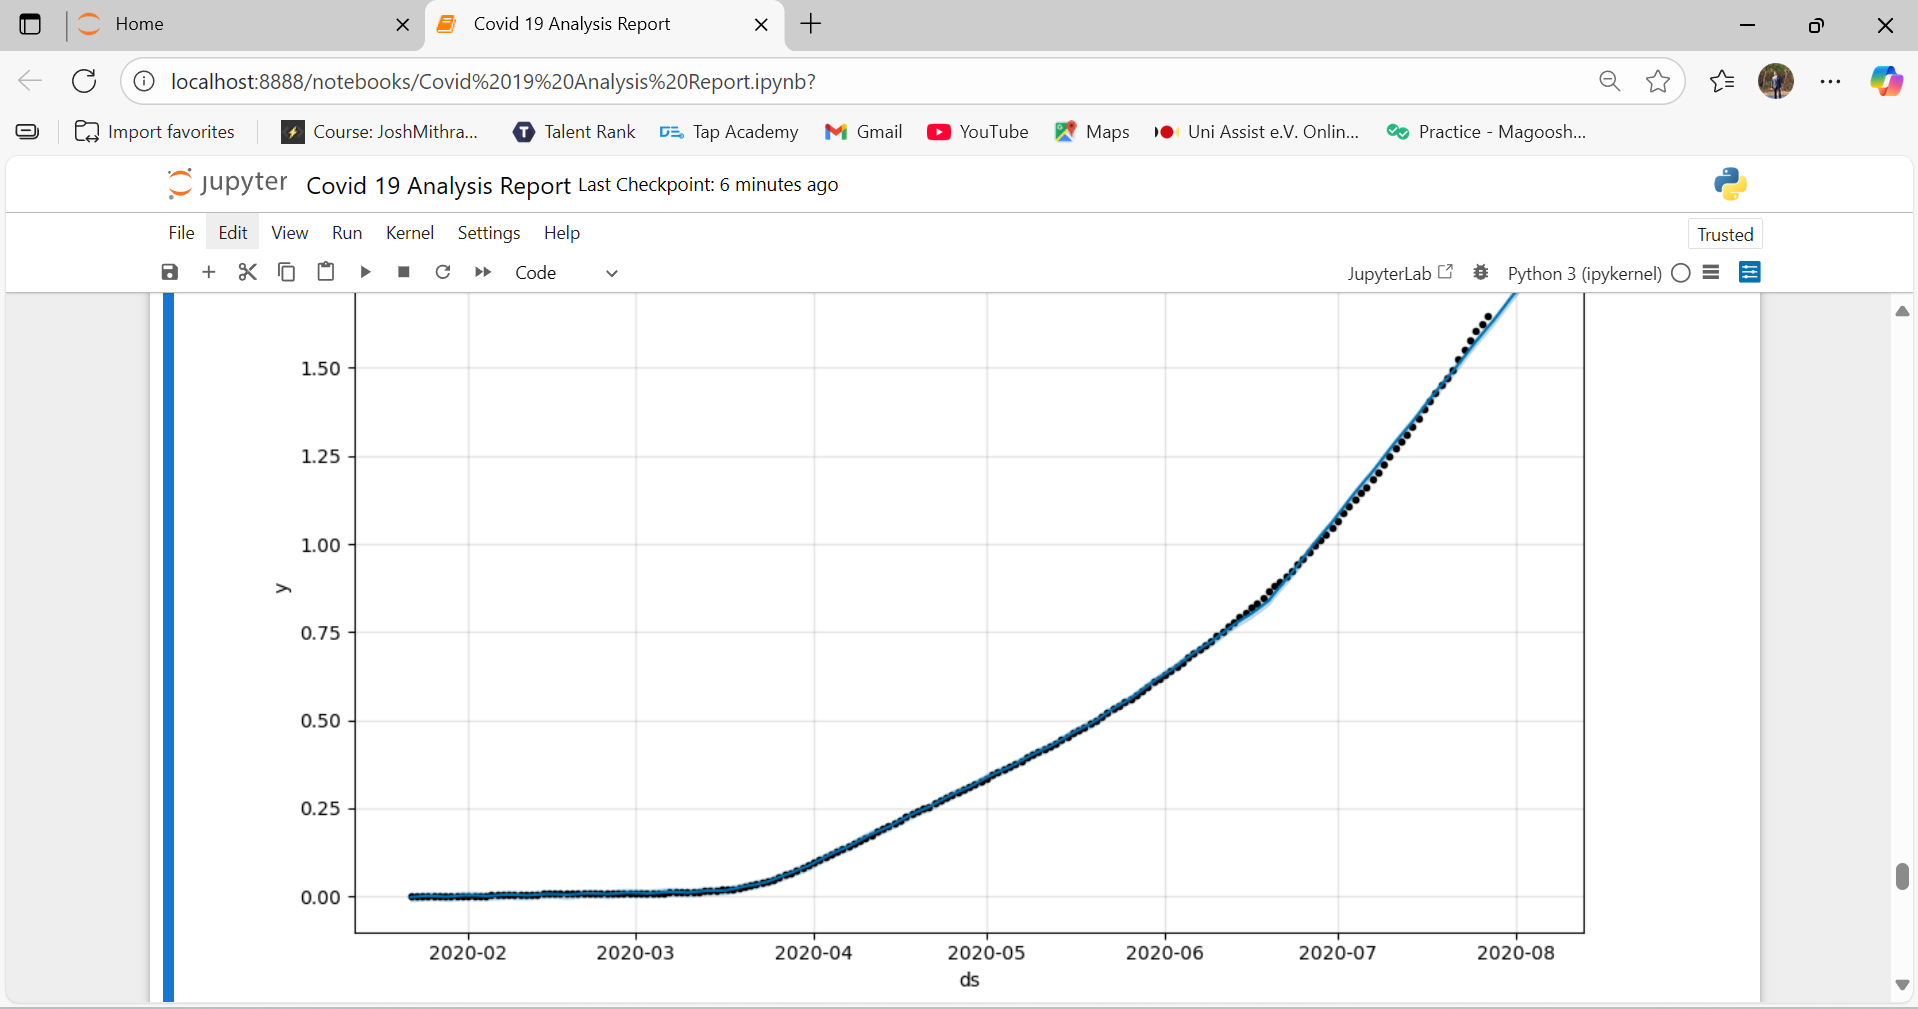 Home
Covid 19 Analysis Report
localhost:8888/notebooks/Covid%2019%20Analysis%20Report.ipynb?
Import favorites
Course: JoshMithra...
Talent Rank
Tap Academy
Gmail
YouTube
Maps
Uni Assist e.V. Onlin...
Practice - Magoosh...
jupyter Covid 19 Analysis Report Last Checkpoint: 6 minutes ago
File Edit View Run Kernel Settings Help
Trusted
Code
JupyterLab
Python 3 (ipykernel)
1.50
1.25
1.00
0.75
0.50
0.25
0.00
y
2020-02 2020-03 2020-04 2020-05 2020-06 2020-07 2020-08
ds